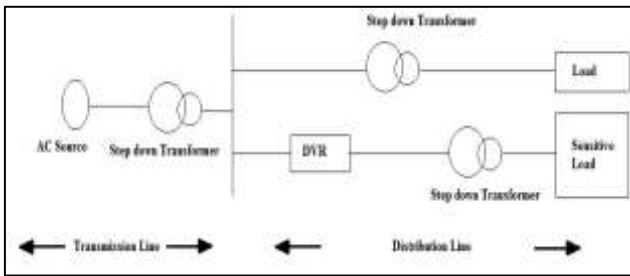 Step down Transformer
Load
AC Source
Step down Transformer
DVR
Sensitive
Load
Step down Transformer
Transmission Line
Distribution Line